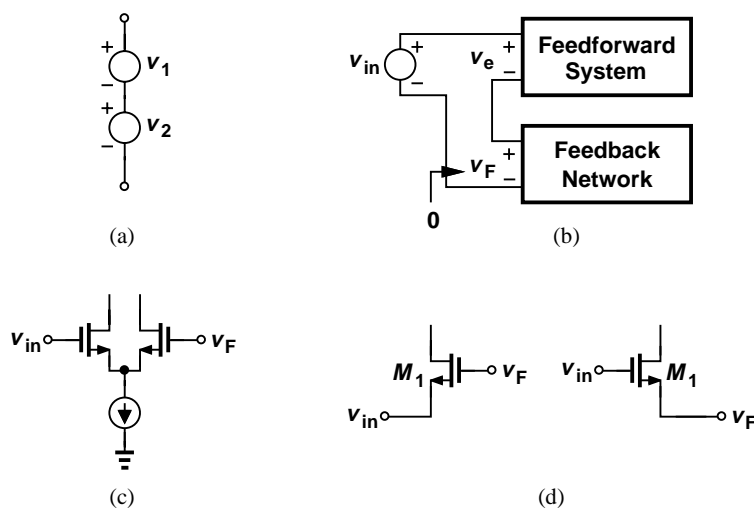 +
v1
−
+
v2
−
(a)
vin
+
−
ve
+
−
Feedforward
System
+
vF
−
Feedback
Network
0
(b)
vin
vF
(c)
M1
vF
vin
vin
M1
vF
(d)